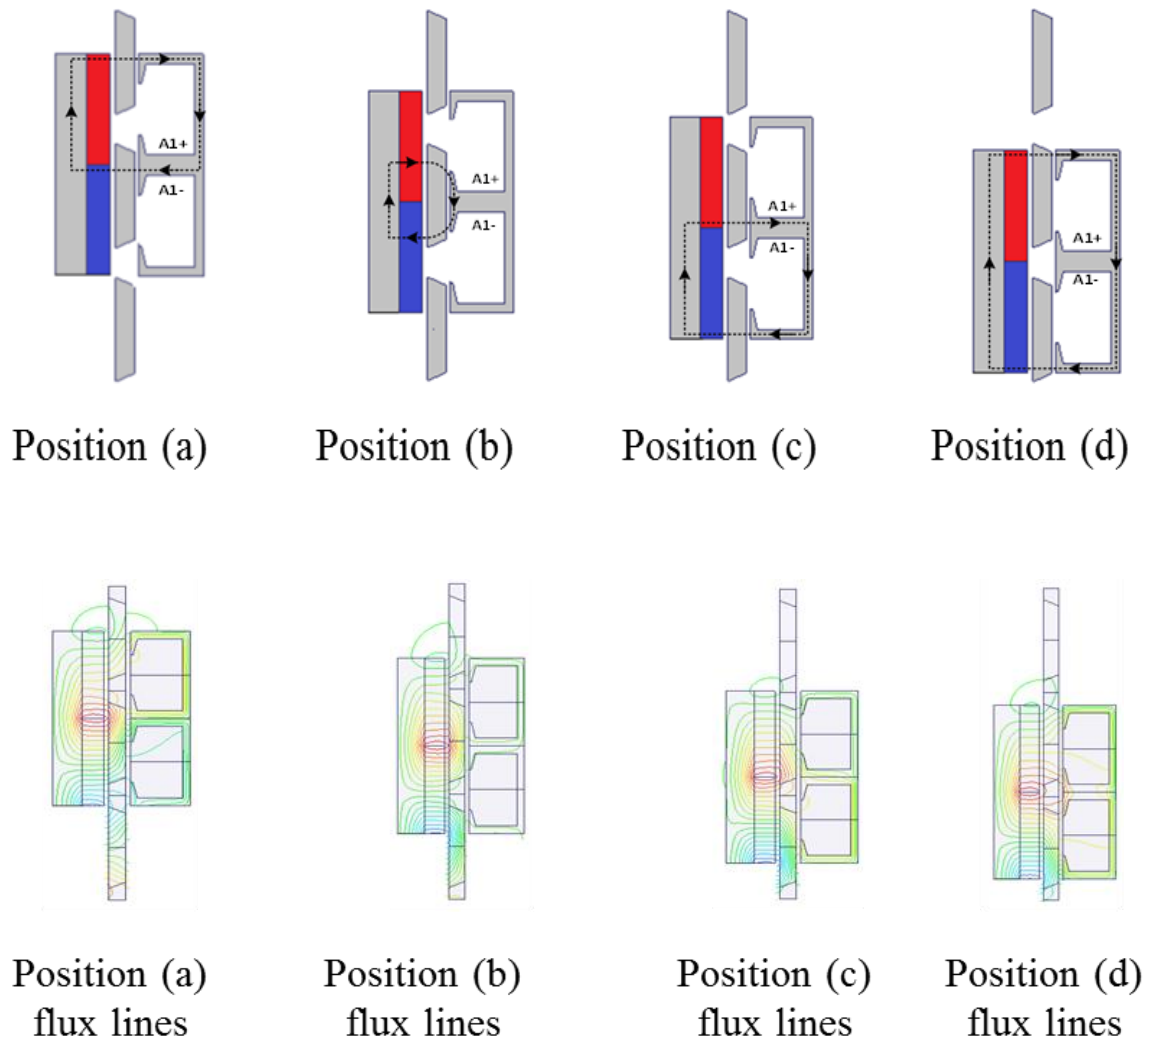 A1+
A1-
A1+
A1-
A1+
A1-
A1+
A1-
Position (a)
Position (b)
Position (c)
Position (d)
Position (a)
flux lines
Position (b)
flux lines
Position (c)
flux lines
Position (d)
flux lines